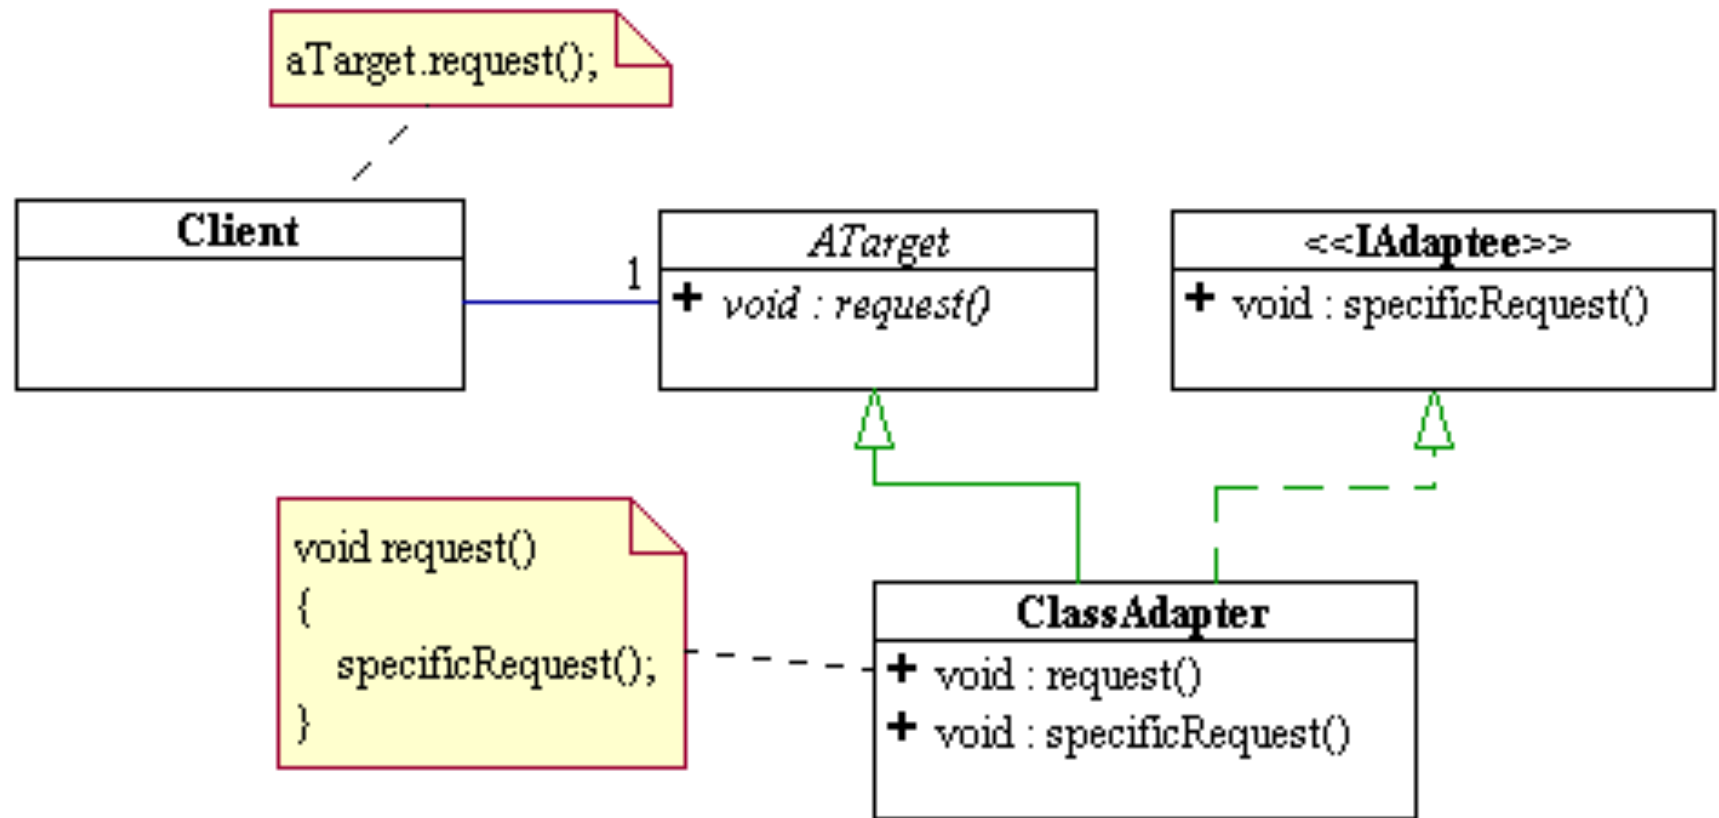 aTarget.request();
Client
1
ATarget
+ void : request()
<<IAdaptee>>
+ void : specificRequest()
void request()
{
specificRequest();
}
ClassAdapter
+ void : request()
+ void : specificRequest()